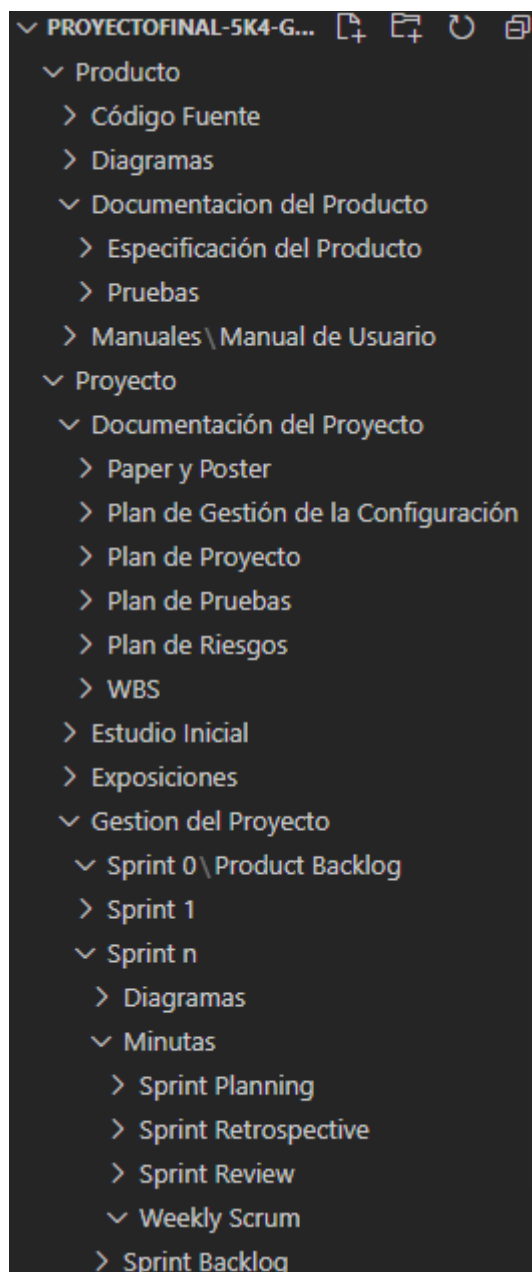 PROYECTOFINAL-5K4-G...
Producto
Código Fuente
Diagramas
Documentacion del Producto
Especificación del Producto
Pruebas
Manuales\Manual de Usuario
Proyecto
Documentación del Proyecto
Paper y Poster
Plan de Gestión de la Configuración
Plan de Proyecto
Plan de Pruebas
Plan de Riesgos
WBS
Estudio Inicial
Exposiciones
Gestion del Proyecto
Sprint 0\Product Backlog
Sprint 1
Sprint n
Diagramas
Minutas
Sprint Planning
Sprint Retrospective
Sprint Review
Weekly Scrum
Sprint Backlog